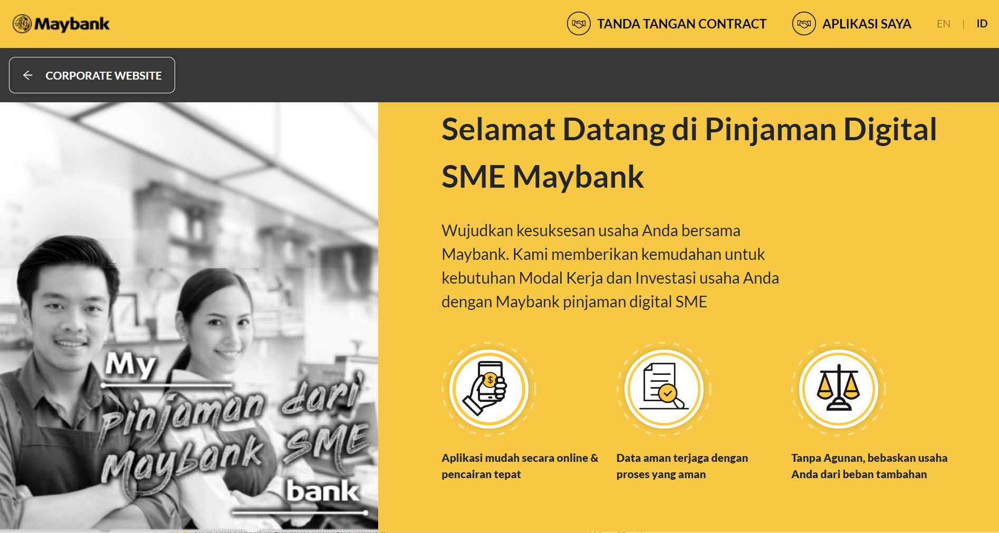 Maybank
TANDA TANGAN CONTRACT
APLIKASI SAYA
EN | ID
CORPORATE WEBSITE
My
pinjaman dari
Maybank SME
bank
Selamat Datang di Pinjaman Digital
SME Maybank
Wujudkan kesuksesan usaha Anda bersama
Maybank. Kami memberikan kemudahan untuk
kebutuhan Modal Kerja dan Investasi usaha Anda
dengan Maybank pinjaman digital SME
$
Aplikasi mudah secara online &
pencairan tepat
Data aman terjaga dengan
proses yang aman
Tanpa Agunan, bebaskan usaha
Anda dari beban tambahan